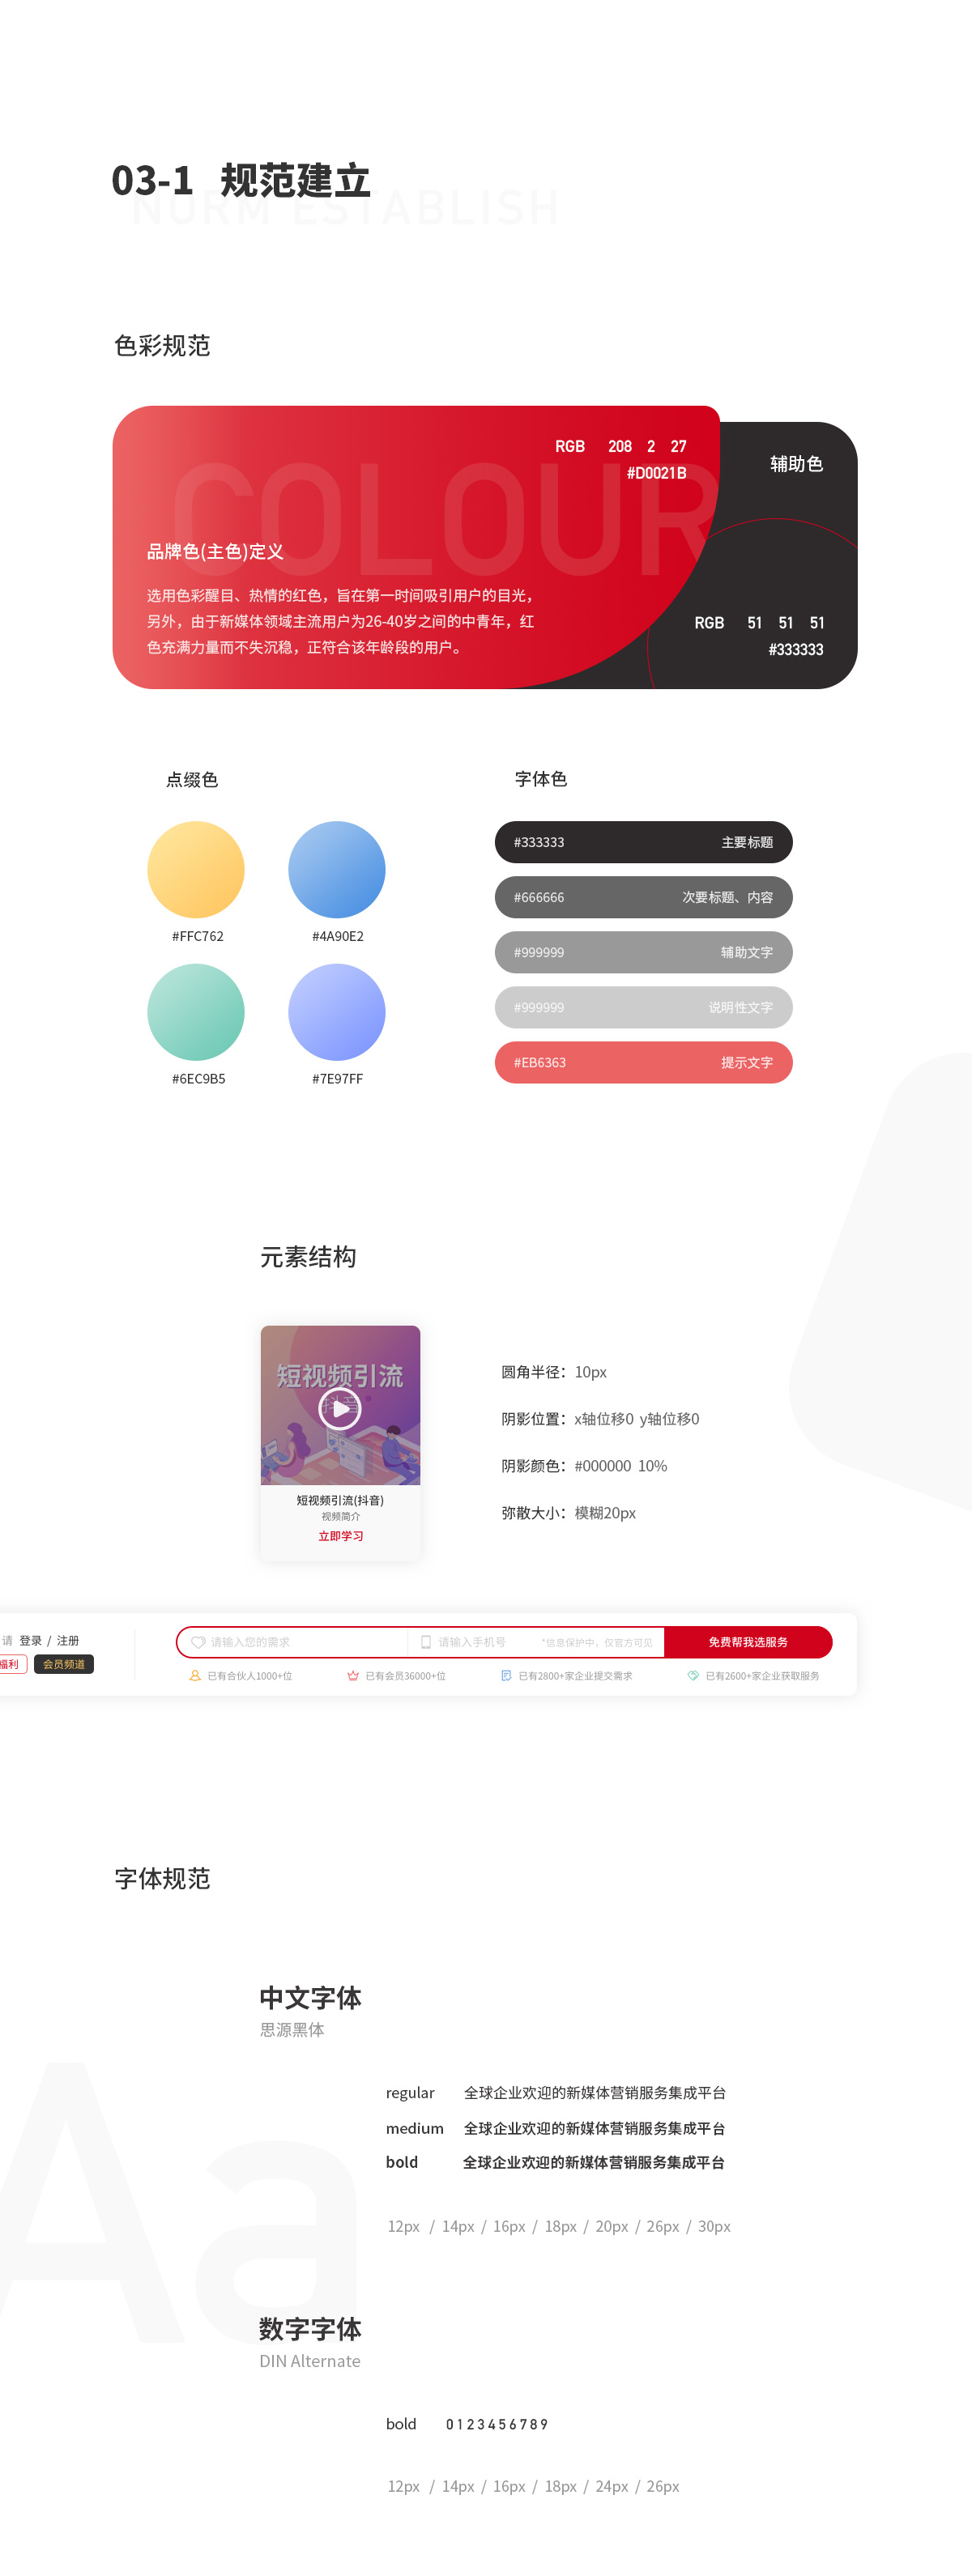 03-1 规范建立
NORM ESTABLISH
色彩规范
COLOUR
RGB 208 2 27
#D0021B
辅助色
品牌色(主色)定义
选用色彩醒目、热情的红色，旨在第一时间吸引用户的目光，
另外，由于新媒体领域主流用户为26-40岁之间的中青年，红
色充满力量而不失沉稳，正符合该年龄段的用户。
RGB 51 51 51
#333333
点缀色
#FFC762
#4A90E2
#6EC9B5
#7E97FF
字体色
#333333 主要标题
#666666 次要标题、内容
#999999 辅助文字
#999999 说明性文字
#EB6363 提示文字
元素结构
短视频引流
抖音
短视频引流(抖音)
视频简介
立即学习
圆角半径：10px
阴影位置：x轴位移0 y轴位移0
阴影颜色：#000000 10%
弥散大小：模糊20px
请 登录 / 注册
福利 会员频道
请输入您的需求 请输入手机号 *信息保护中，仅官方可见 免费帮我选服务
已有合伙人1000+位 已有会员36000+位 已有2800+家企业提交需求 已有2600+家企业获取服务
字体规范
Aa
中文字体
思源黑体
regular 全球企业欢迎的新媒体营销服务集成平台
medium 全球企业欢迎的新媒体营销服务集成平台
bold 全球企业欢迎的新媒体营销服务集成平台
12px / 14px / 16px / 18px / 20px / 26px / 30px
数字字体
DIN Alternate
bold 0123456789
12px / 14px / 16px / 18px / 24px / 26px